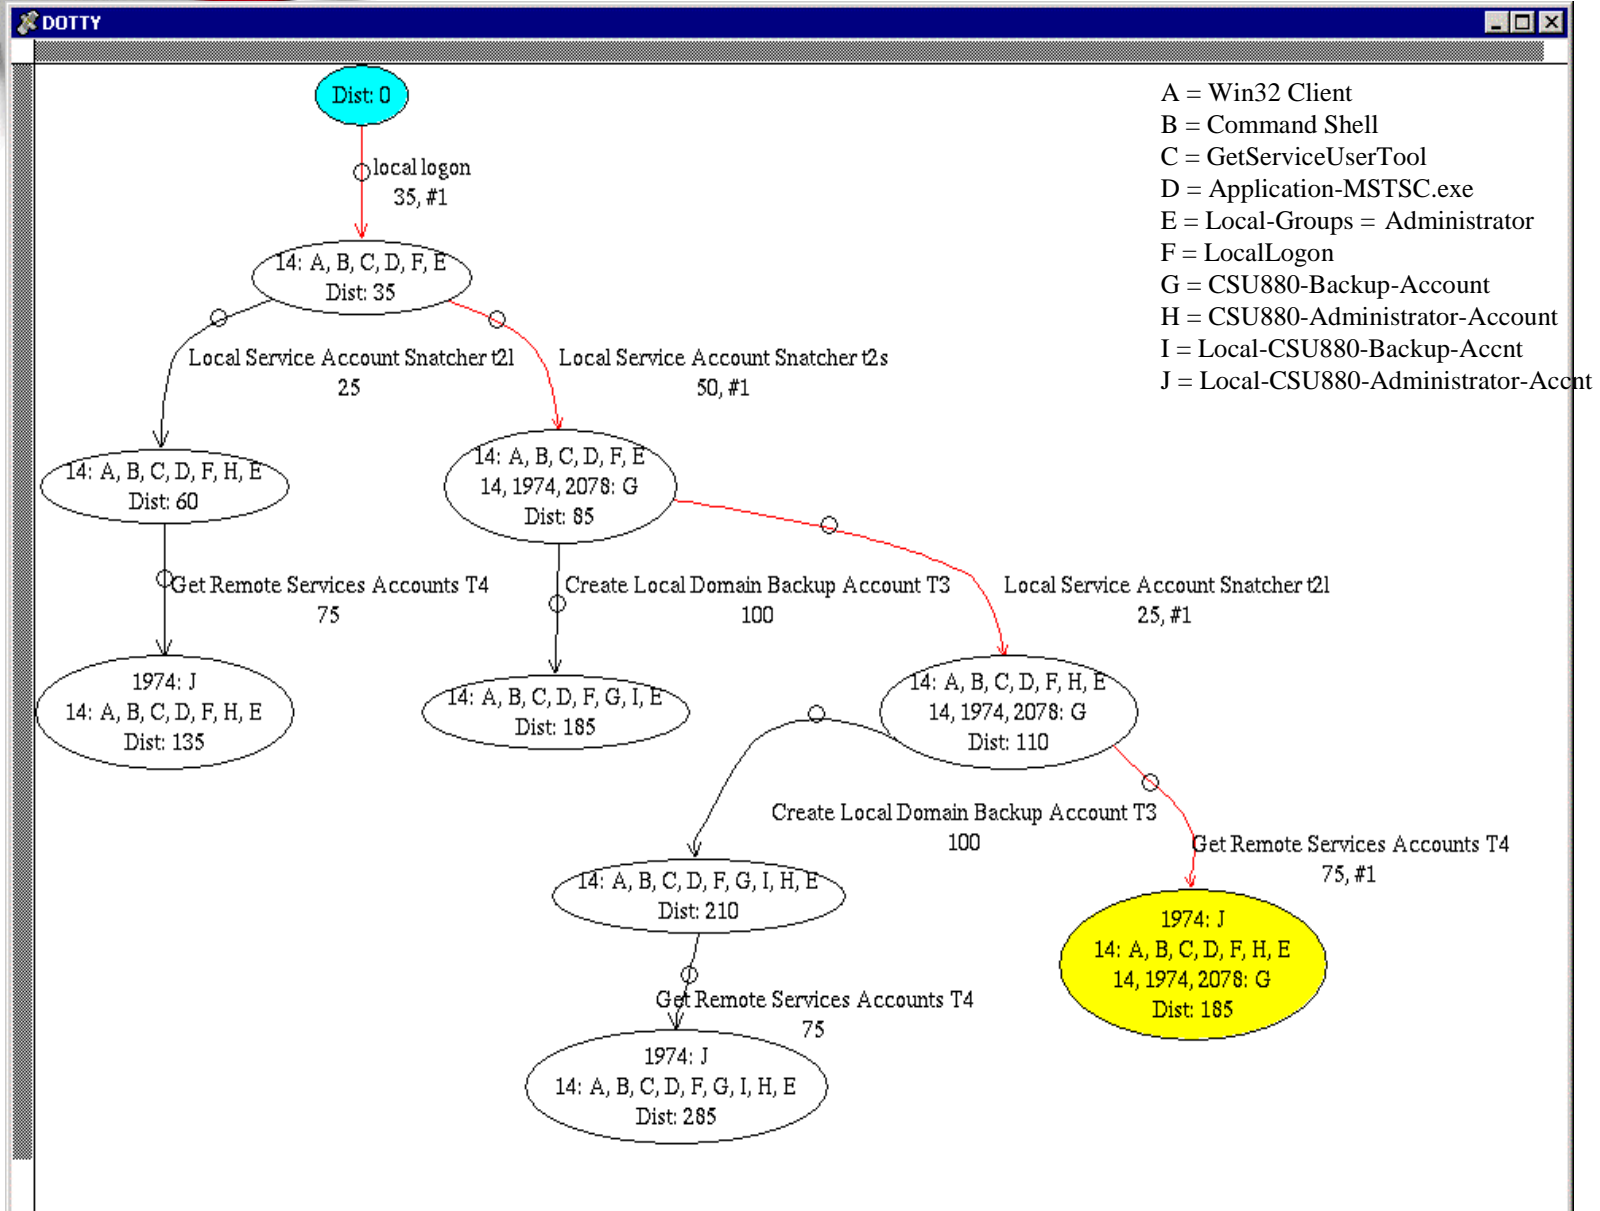 DOTTY
Dist: 0
A = Win32 Client
B = Command Shell
C = GetServiceUserTool
D = Application-MSTSC.exe
E = Local-Groups = Administrator
F = LocalLogon
G = CSU880-Backup-Account
H = CSU880-Administrator-Account
I = Local-CSU880-Backup-Accnt
J = Local-CSU880-Administrator-Accnt
local logon
35, #1
14: A, B, C, D, F, E
Dist: 35
Local Service Account Snatcher t2l
25
Local Service Account Snatcher t2s
50, #1
14: A, B, C, D, F, H, E
Dist: 60
14: A, B, C, D, F, E
14, 1974, 2078: G
Dist: 85
Get Remote Services Accounts T4
75
Create Local Domain Backup Account T3
100
Local Service Account Snatcher t2l
25, #1
1974: J
14: A, B, C, D, F, H, E
Dist: 135
14: A, B, C, D, F, G, I, E
Dist: 185
14: A, B, C, D, F, H, E
14, 1974, 2078: G
Dist: 110
Create Local Domain Backup Account T3
100
Get Remote Services Accounts T4
75, #1
14: A, B, C, D, F, G, I, H, E
Dist: 210
1974: J
14: A, B, C, D, F, H, E
14, 1974, 2078: G
Dist: 185
Get Remote Services Accounts T4
75
1974: J
14: A, B, C, D, F, G, I, H, E
Dist: 285